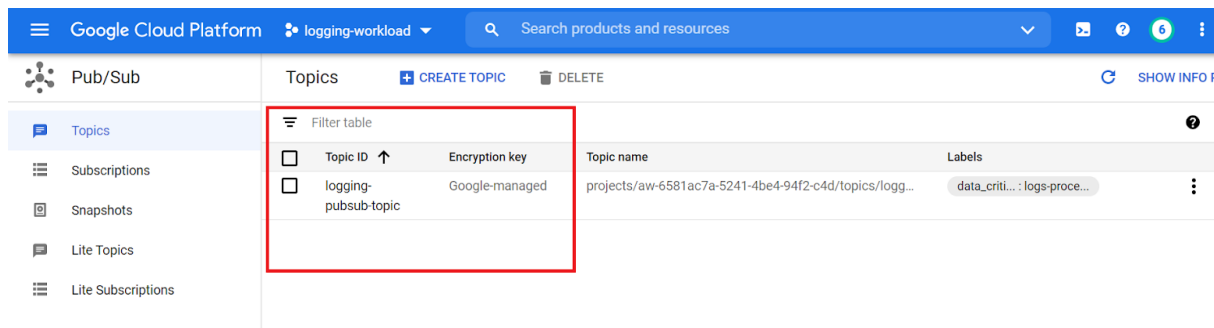 Google Cloud Platform logging-workload Search products and resources 6
Pub/Sub Topics CREATE TOPIC DELETE SHOW INFO
Topics
Subscriptions
Snapshots
Lite Topics
Lite Subscriptions
Filter table
Topic ID Encryption key Topic name Labels
logging- Google-managed projects/aw-6581ac7a-5241-4be4-94f2-c4d/topics/logg... data_criti... : logs-proce...
pubsub-topic